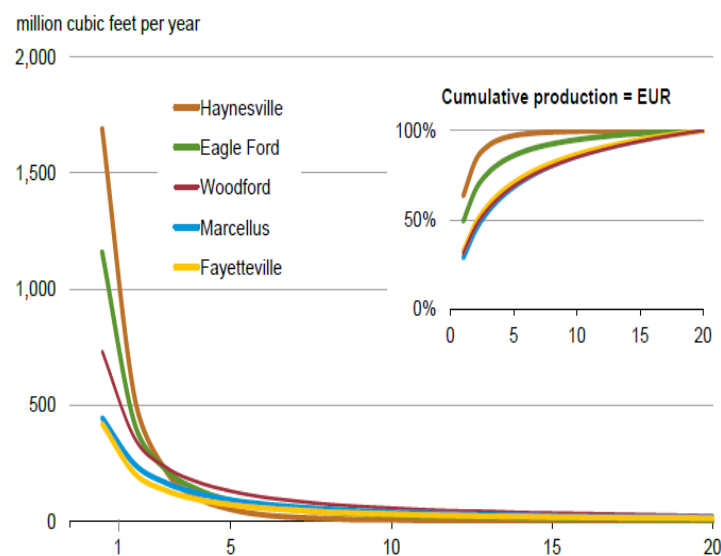 million cubic feet per year
2,000
1,500
1,000
500
0
1
5
10
15
20
Haynesville
Eagle Ford
Woodford
Marcellus
Fayetteville
Cumulative production = EUR
100%
50%
0%
0
5
10
15
20